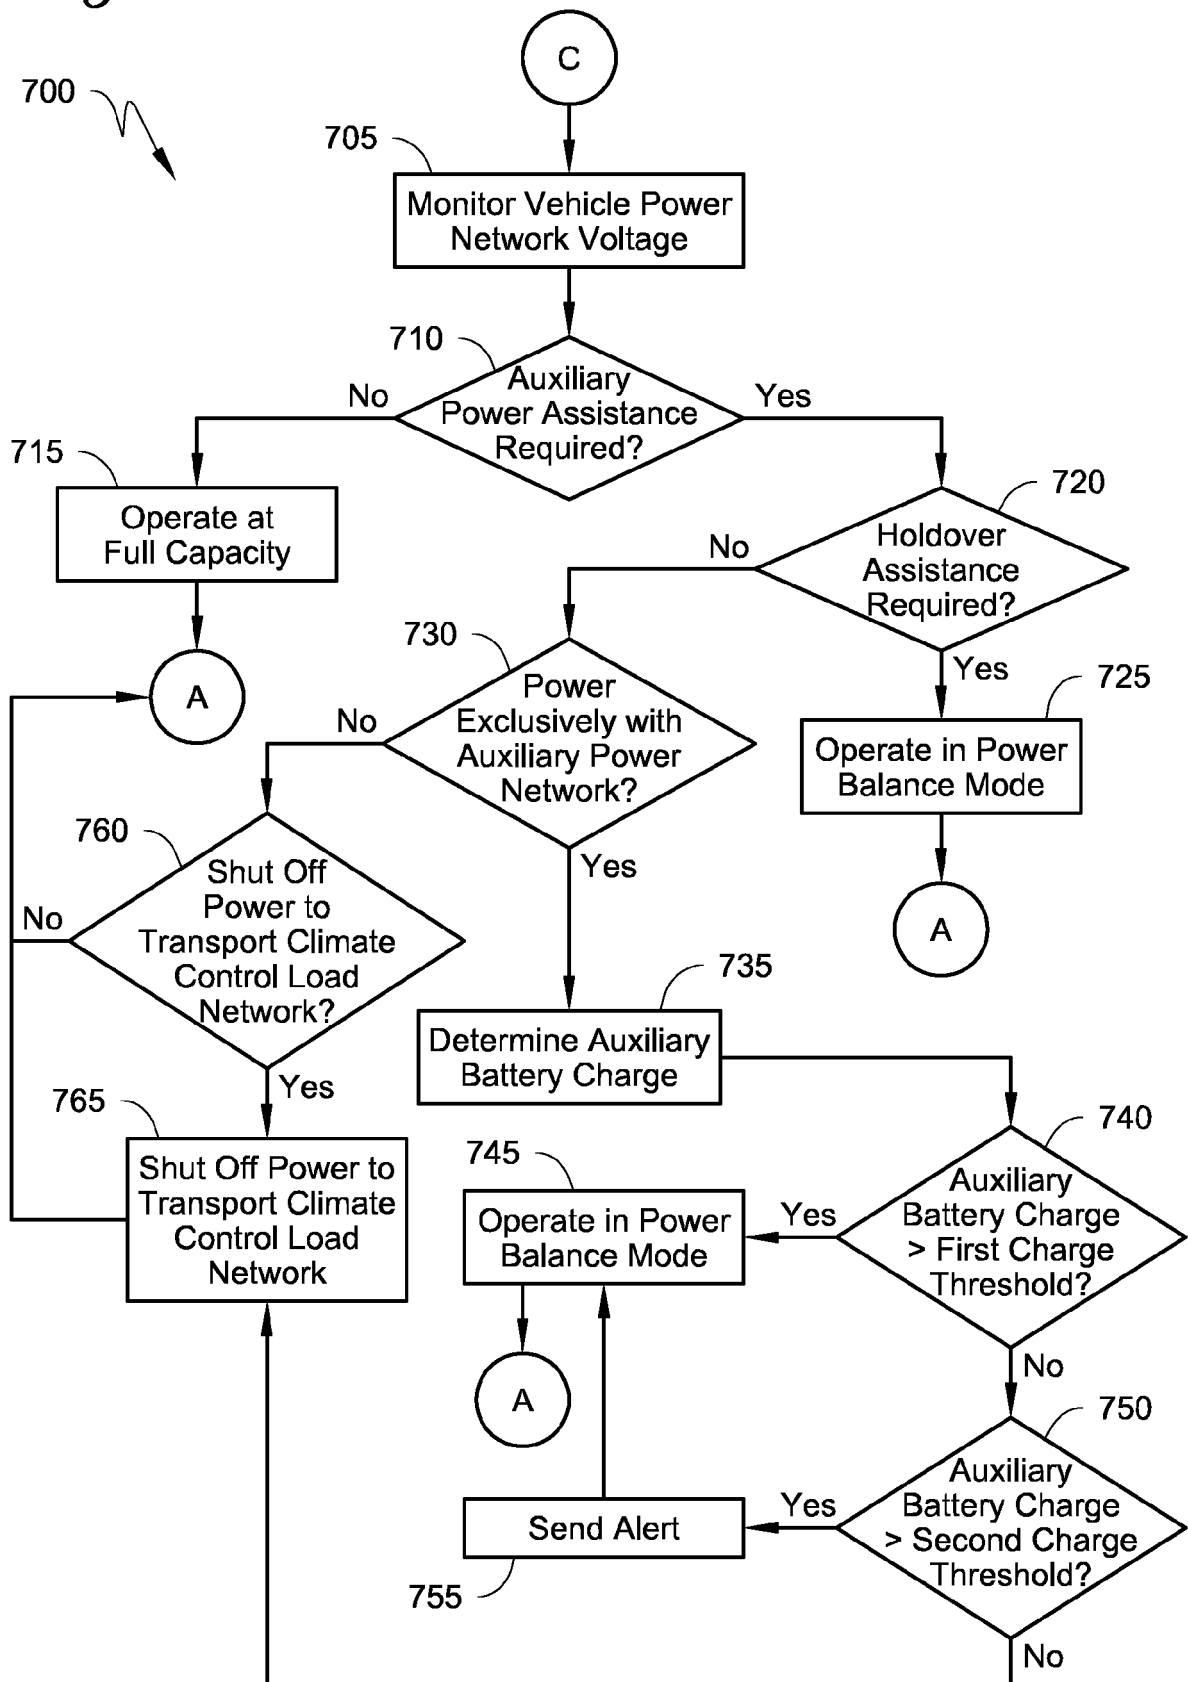 C
700
705
Monitor Vehicle Power
Network Voltage
710
Auxiliary
Power Assistance
Required?
No
Yes
715
Operate at
Full Capacity
720
Holdover
Assistance
Required?
No
Yes
A
730
Power
Exclusively with
Auxiliary Power
Network?
No
Yes
725
Operate in Power
Balance Mode
A
760
Shut Off
Power to
Transport Climate
Control Load
Network?
No
Yes
735
Determine Auxiliary
Battery Charge
765
Shut Off Power to
Transport Climate
Control Load
Network
740
Auxiliary
Battery Charge
> First Charge
Threshold?
Yes
No
745
Operate in Power
Balance Mode
A
750
Auxiliary
Battery Charge
> Second Charge
Threshold?
Yes
No
Send Alert
755